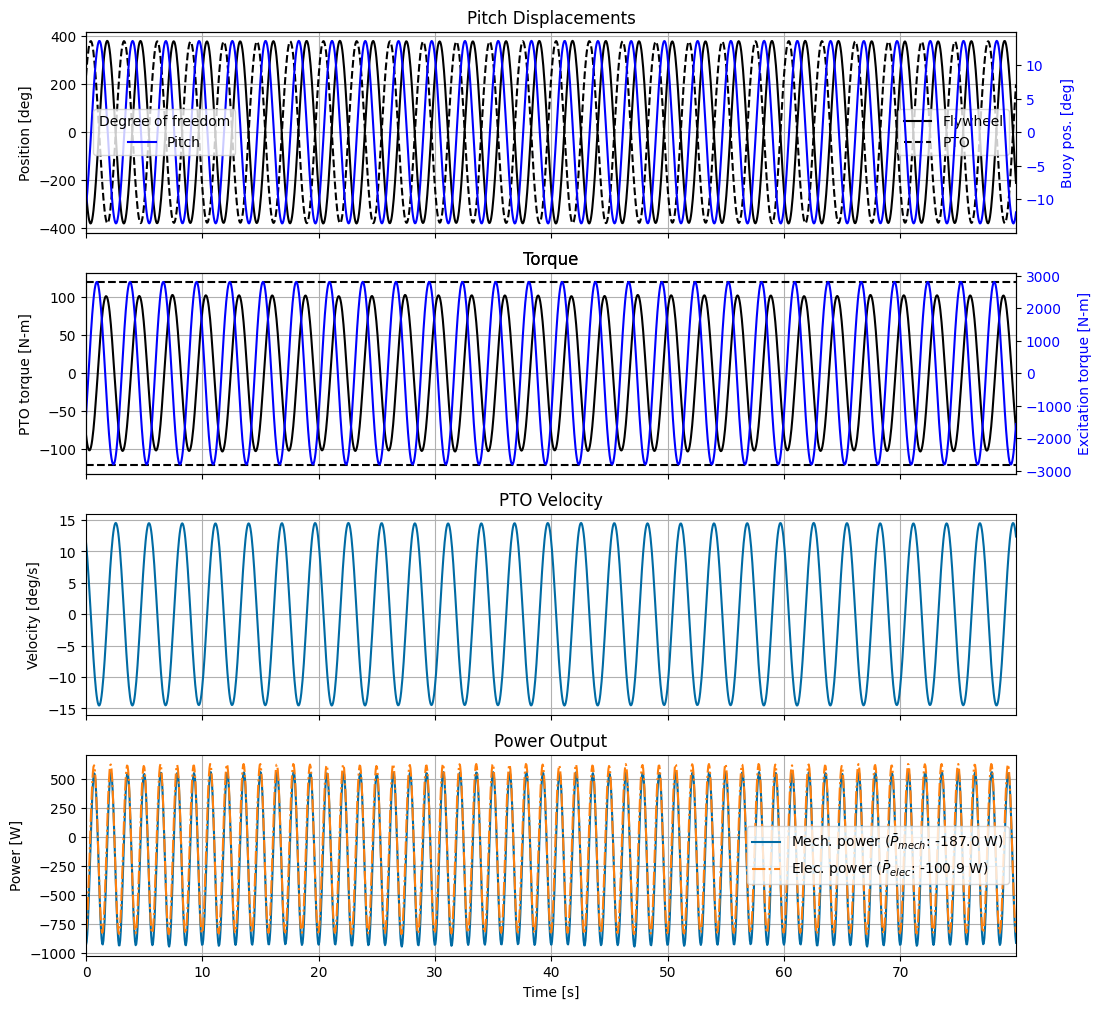 Pitch Displacements
400
200
0
−200
−400
Position [deg]
10
5
0
−5
−10
Buoy pos. [deg]
Degree of freedom
Pitch
Flywheel
PTO
Torque
100
50
0
−50
−100
PTO torque [N-m]
3000
2000
1000
0
−1000
−2000
−3000
Excitation torque [N-m]
PTO Velocity
15
10
5
0
−5
−10
−15
Velocity [deg/s]
Power Output
500
250
0
−250
−500
−750
−1000
Power [W]
Mech. power (P̄mech: -187.0 W)
Elec. power (P̄elec: -100.9 W)
0 10 20 30 40 50 60 70
Time [s]